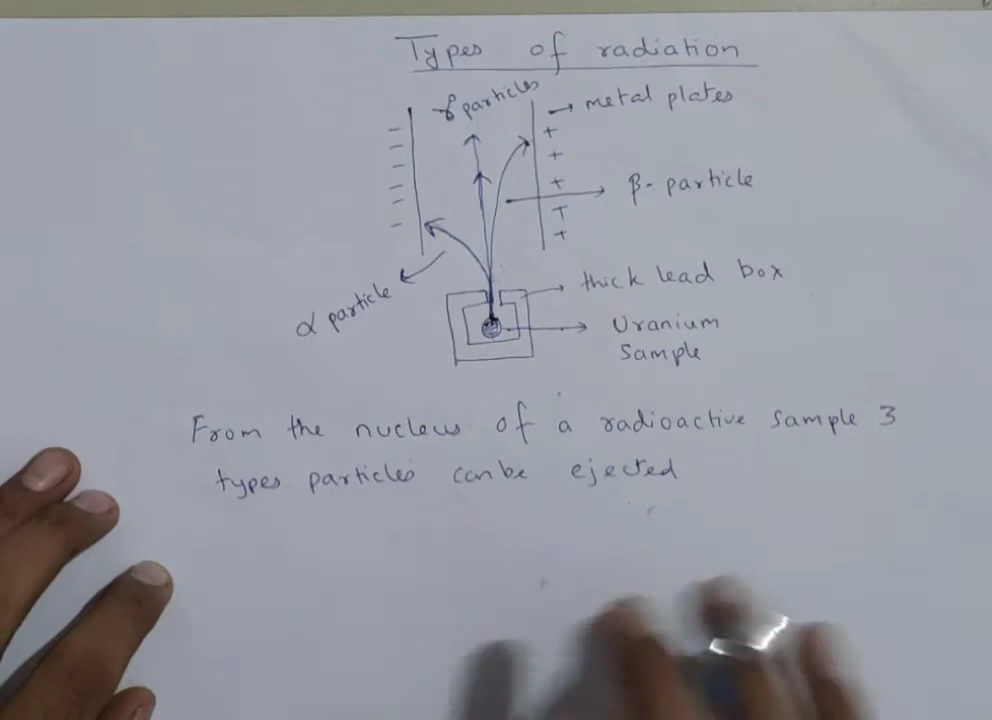 Types of radiation
γ particles
→ metal plates
β- particle
α particle
thick lead box
Uranium
Sample
From the nucleus of a radioactive sample 3
types particles can be ejected